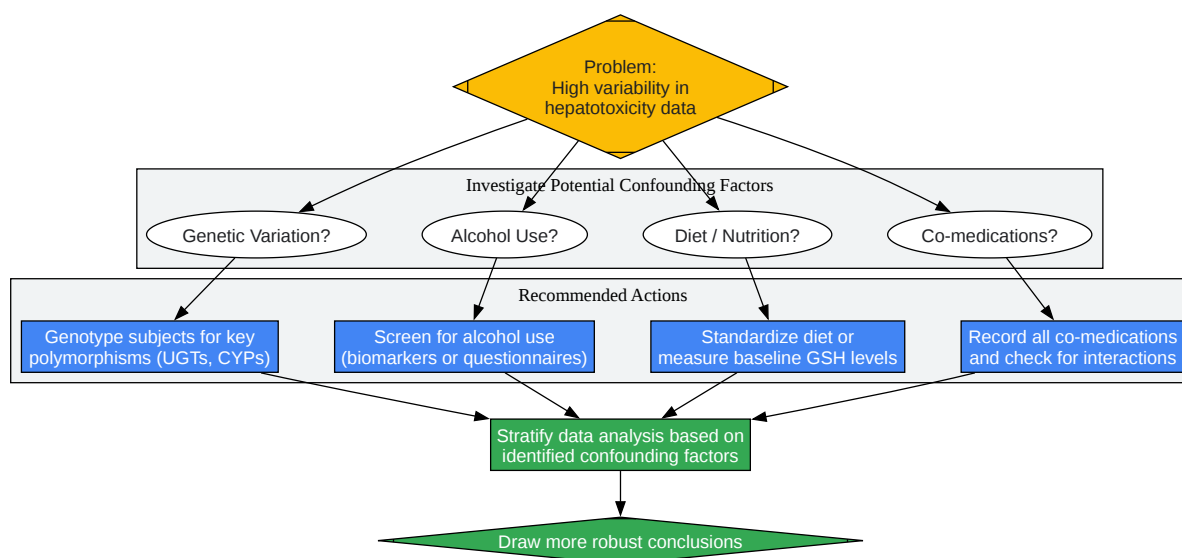 Problem:
High variability in
hepatotoxicity data
Investigate Potential Confounding Factors
Genetic Variation?
Alcohol Use?
Diet / Nutrition?
Co-medications?
Recommended Actions
Genotype subjects for key
polymorphisms (UGTs, CYPs)
Screen for alcohol use
(biomarkers or questionnaires)
Standardize diet or
measure baseline GSH levels
Record all co-medications
and check for interactions
Stratify data analysis based on
identified confounding factors
Draw more robust conclusions